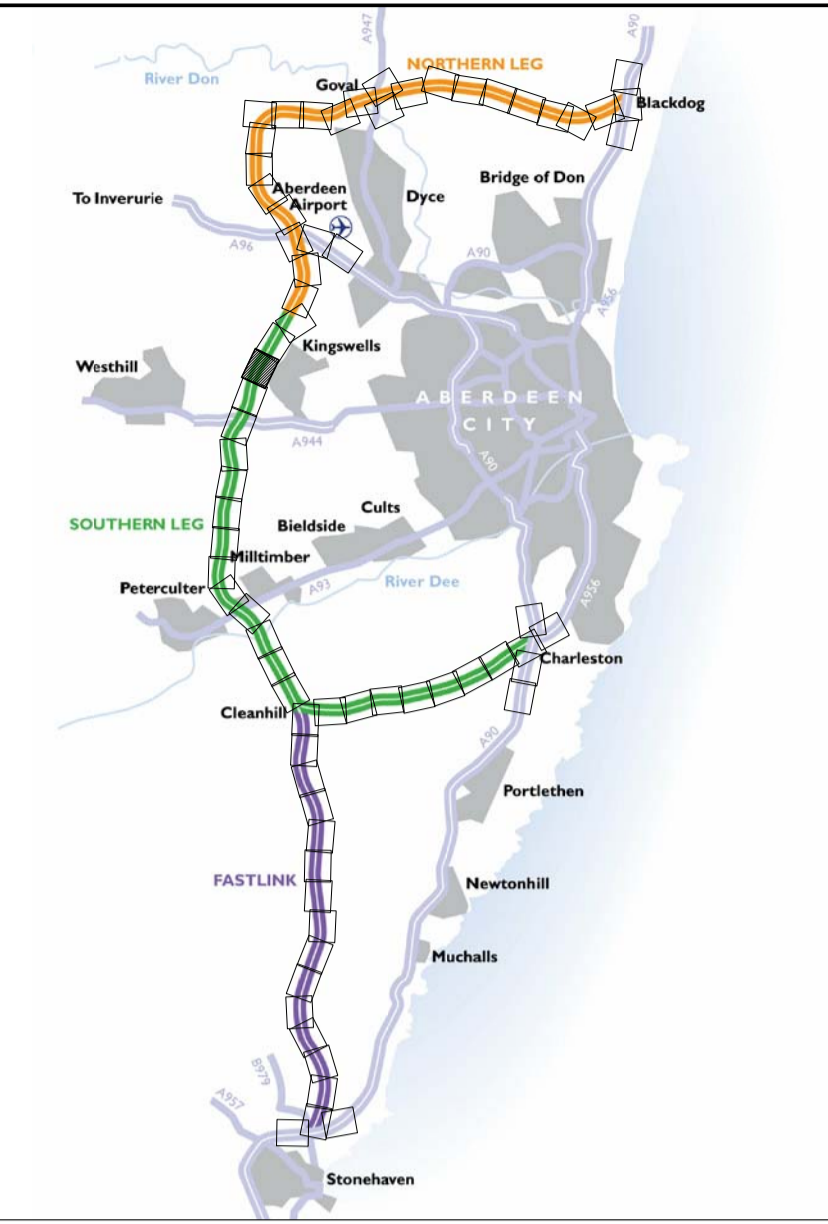 A947
A90
NORTHERN LEG
River Don
Goval
Blackdog
Bridge of Don
Aberdeen
Airport
To Inverurie
Dyce
A96
A90
A956
Kingswells
Westhill
ABERDEEN
CITY
A944
A90
Cults
SOUTHERN LEG
Bieldside
Milltimber
River Dee
Peterculter
A93
A956
Charleston
Cleanhill
A90
Portlethen
FASTLINK
Newtonhill
Muchalls
B979
A957
Stonehaven